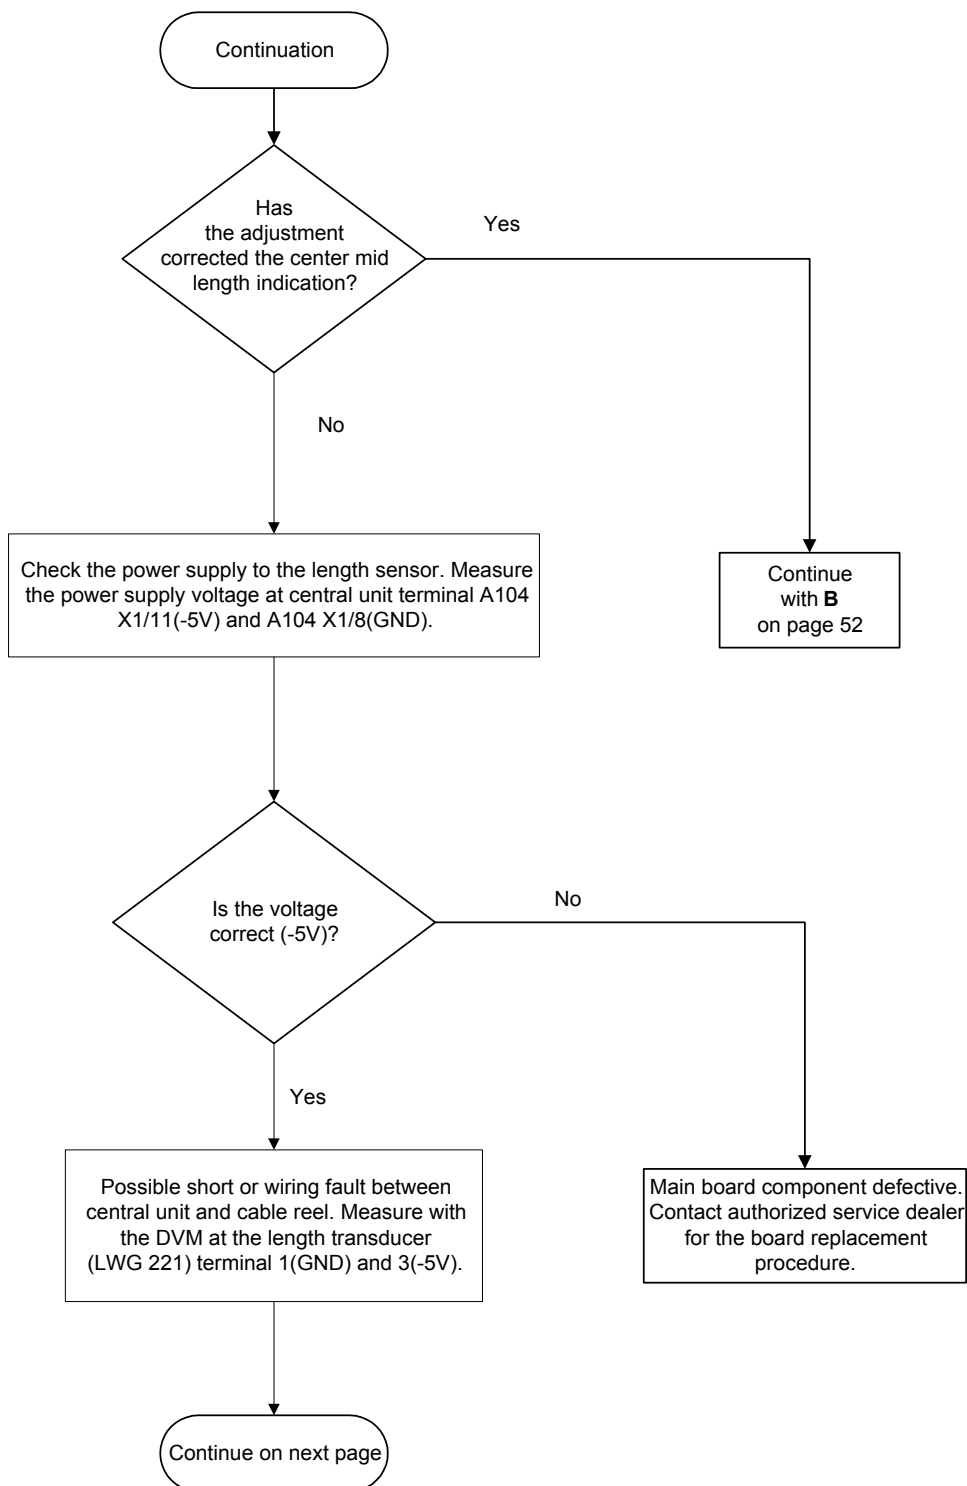 Continuation
Has
the adjustment
corrected the center mid
length indication?
Yes
No
Check the power supply to the length sensor. Measure
the power supply voltage at central unit terminal A104
X1/11(-5V) and A104 X1/8(GND).
Continue
with B
on page 52
Is the voltage
correct (-5V)?
No
Yes
Possible short or wiring fault between
central unit and cable reel. Measure with
the DVM at the length transducer
(LWG 221) terminal 1(GND) and 3(-5V).
Main board component defective.
Contact authorized service dealer
for the board replacement
procedure.
Continue on next page